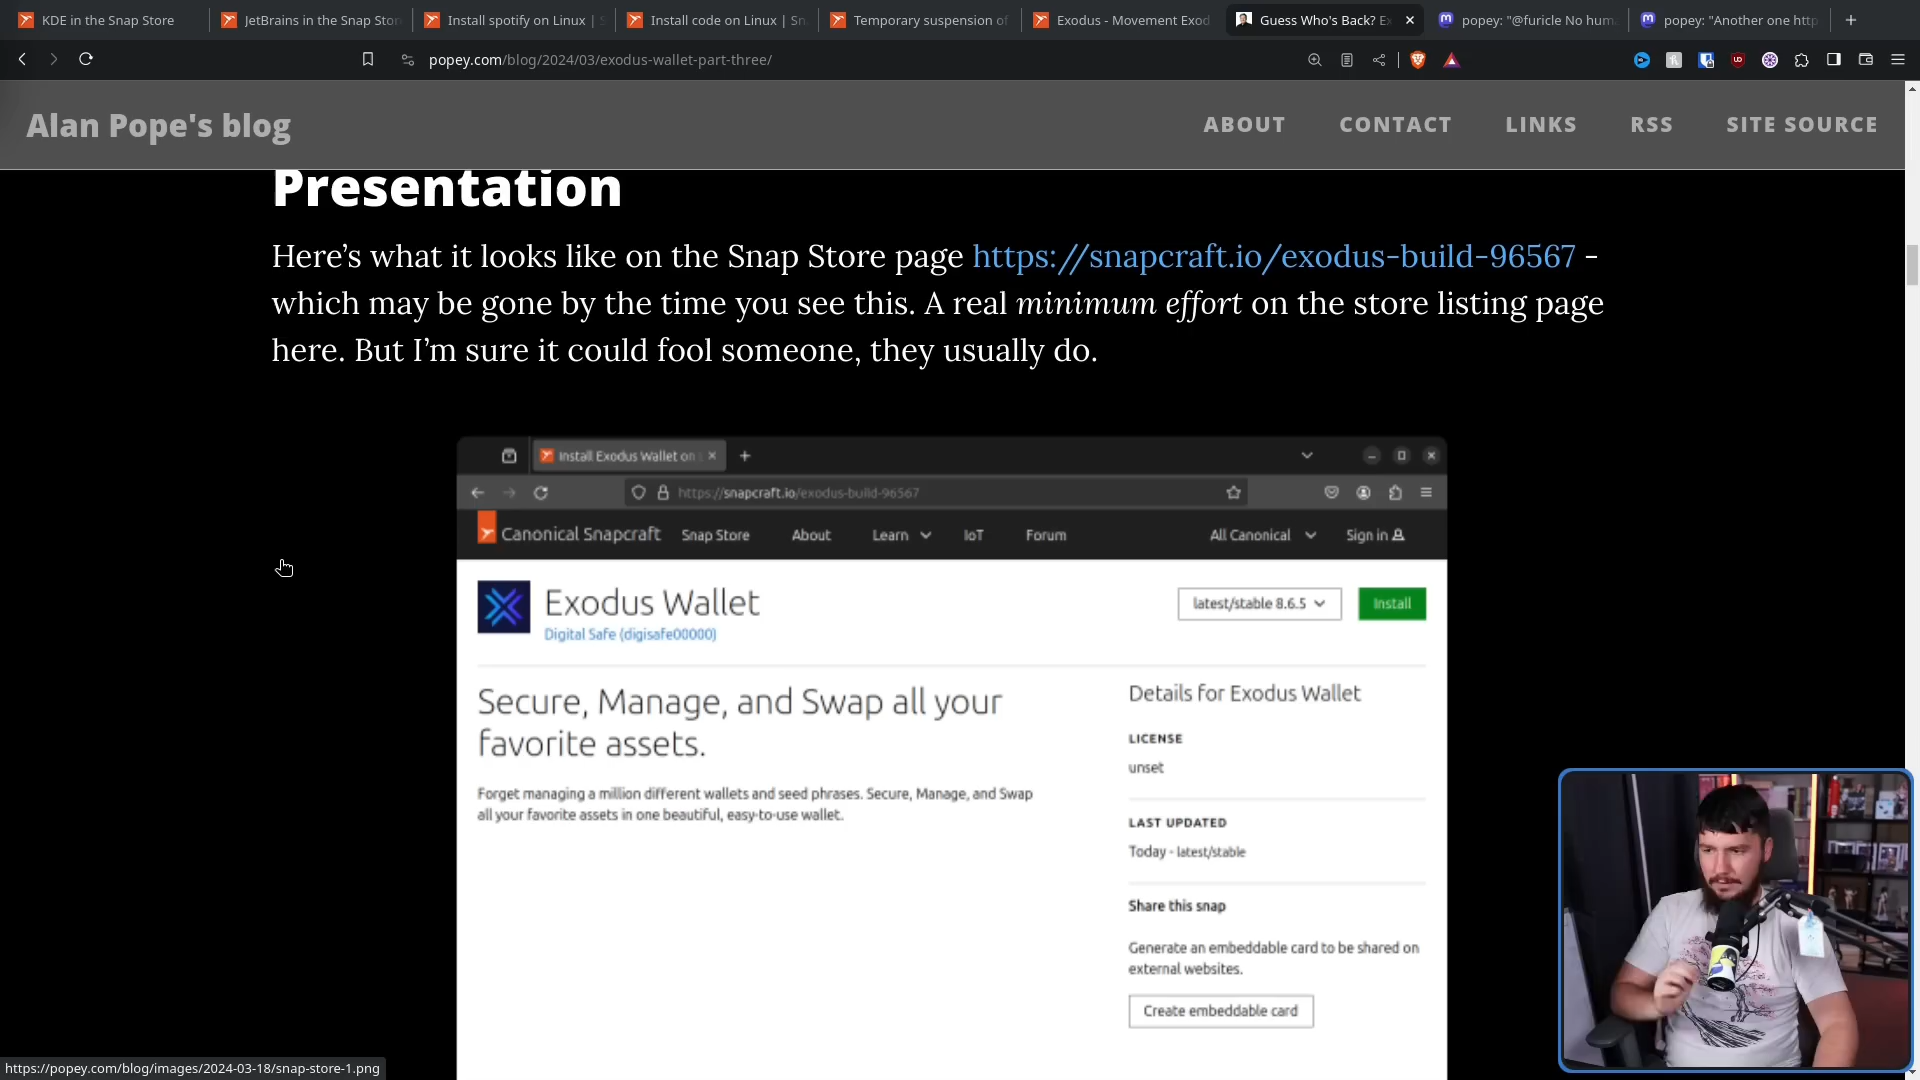 KDE in the Snap Store
JetBrains in the Snap Stor
Install spotify on Linux | S
Install code on Linux | Sn
Temporary suspension of
Exodus - Movement Exod
Guess Who's Back? Ex
popey: "@furicle No huma
popey: "Another one http
popey.com/blog/2024/03/exodus-wallet-part-three/
Alan Pope's blog
ABOUT
CONTACT
LINKS
RSS
SITE SOURCE
Presentation
Here’s what it looks like on the Snap Store page https://snapcraft.io/exodus-build-96567 -
which may be gone by the time you see this. A real minimum effort on the store listing page
here. But I’m sure it could fool someone, they usually do.
Install Exodus Wallet on
https://snapcraft.io/exodus-build-96567
Canonical Snapcraft
Snap Store
About
Learn
IoT
Forum
All Canonical
Sign in
Exodus Wallet
Digital Safe (digisafe00000)
latest/stable 8.6.5
Install
Secure, Manage, and Swap all your
favorite assets.
Forget managing a million different wallets and seed phrases. Secure, Manage, and Swap
all your favorite assets in one beautiful, easy-to-use wallet.
Details for Exodus Wallet
LICENSE
unset
LAST UPDATED
Today - latest/stable
Share this snap
Generate an embeddable card to be shared on
external websites.
Create embeddable card
https://popey.com/blog/images/2024-03-18/snap-store-1.png